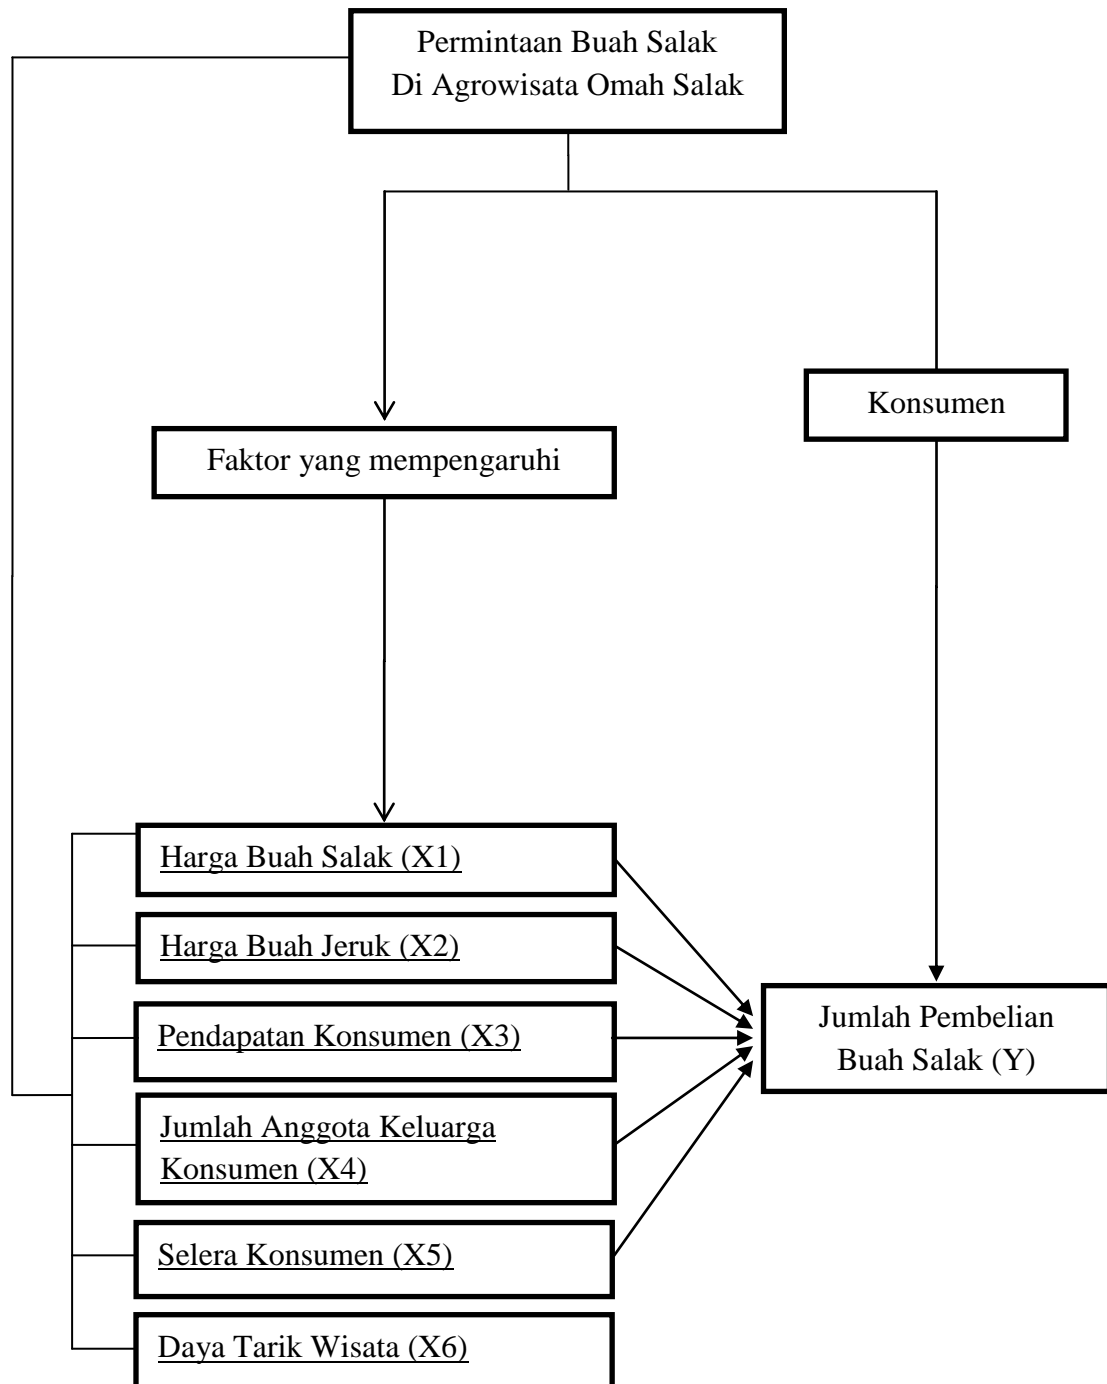 Permintaan Buah Salak
Di Agrowisata Omah Salak
Konsumen
Faktor yang mempengaruhi
Harga Buah Salak (X1)
Harga Buah Jeruk (X2)
Pendapatan Konsumen (X3)
Jumlah Anggota Keluarga
Konsumen (X4)
Selera Konsumen (X5)
Daya Tarik Wisata (X6)
Jumlah Pembelian
Buah Salak (Y)